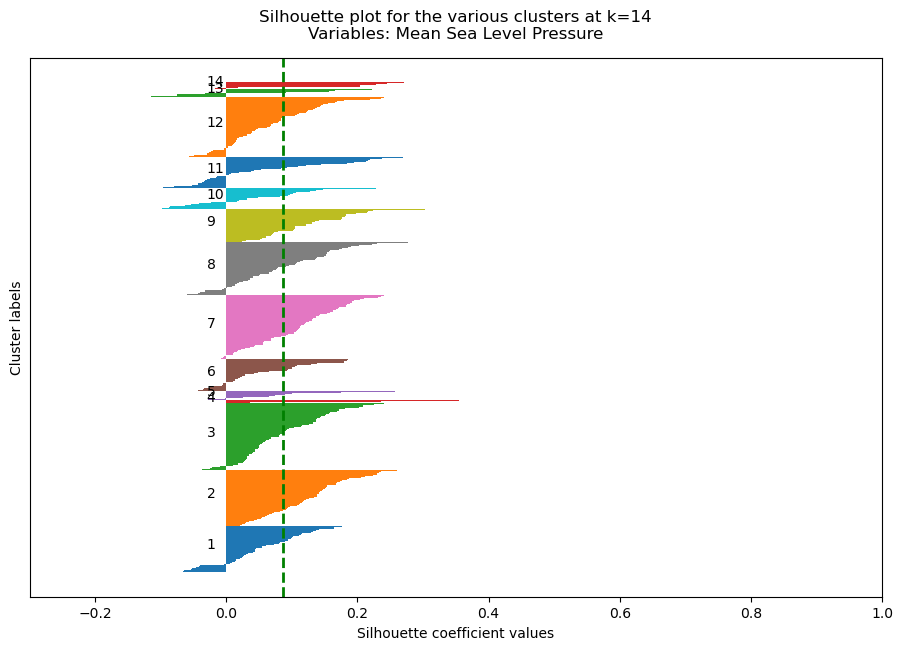 Silhouette plot for the various clusters at k=14
Variables: Mean Sea Level Pressure
Cluster labels
14
13
12
11
10
9
8
7
6
5
4
3
2
1
−0.2 0.0 0.2 0.4 0.6 0.8 1.0
Silhouette coefficient values